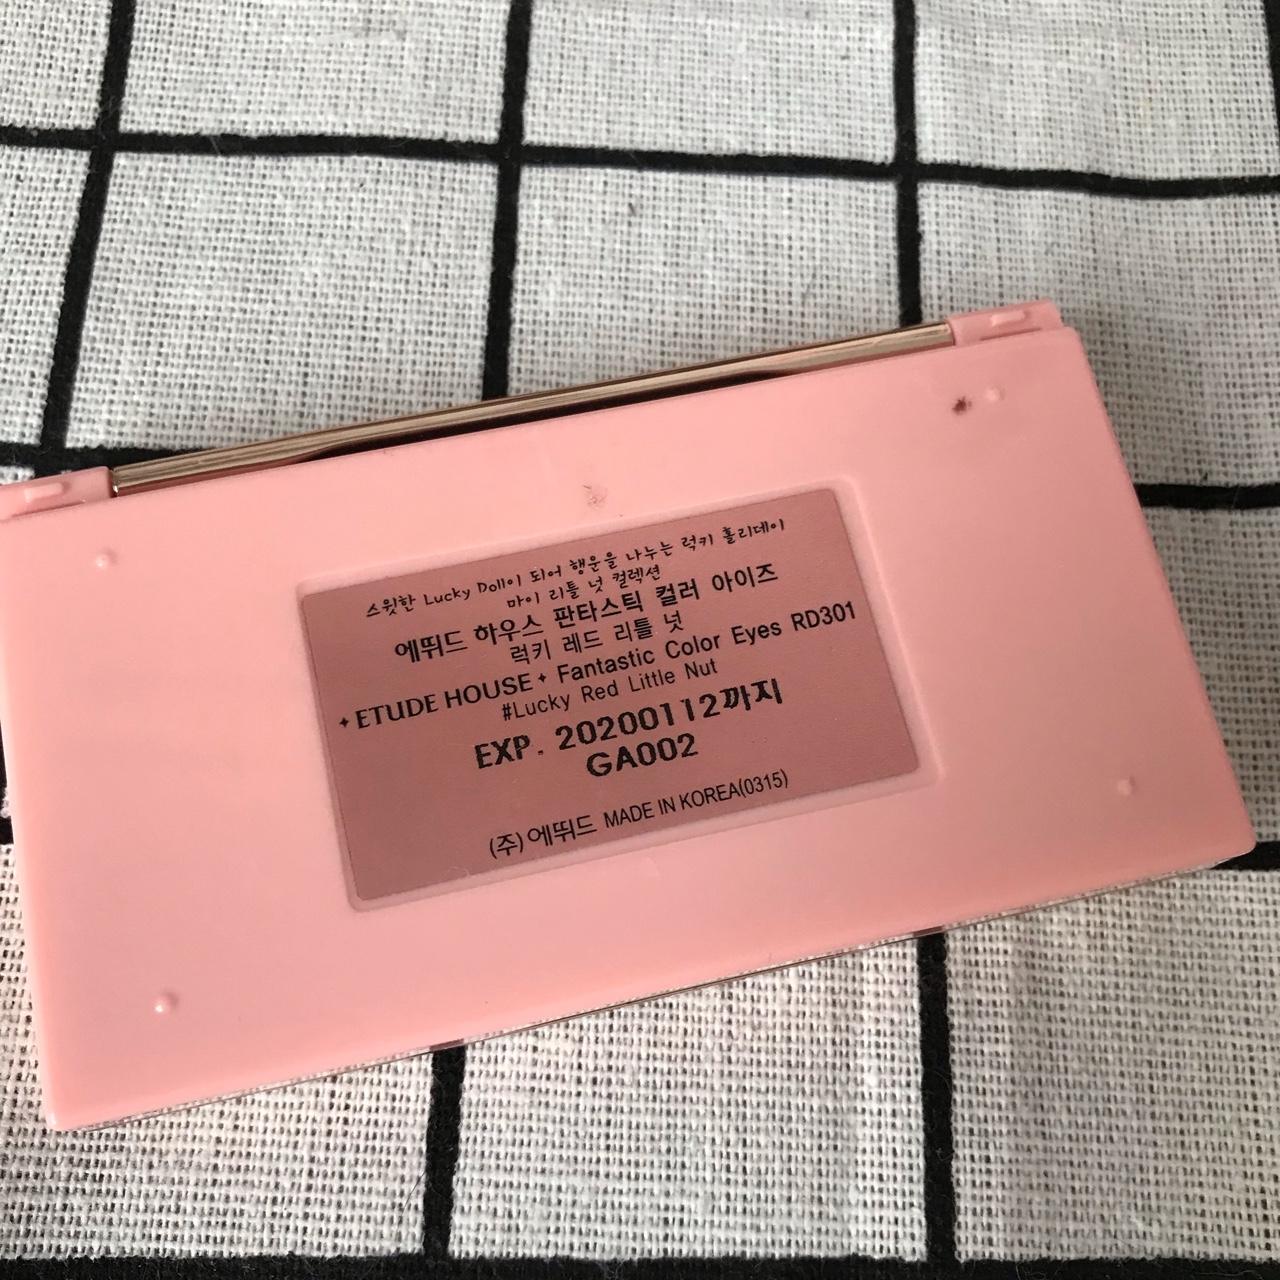 스윗한 Lucky Doll이 되어 행운을 나누는 럭키 홀리데이
마이 리틀 넛 컬렉션
에뛰드 하우스 판타스틱 컬러 아이즈
럭키 레드 리틀 넛
ETUDE HOUSE Fantastic Color Eyes RD301
#Lucky Red Little Nut
EXP. 20200112까지
GA002
(주)에뛰드 MADE IN KOREA(0315)